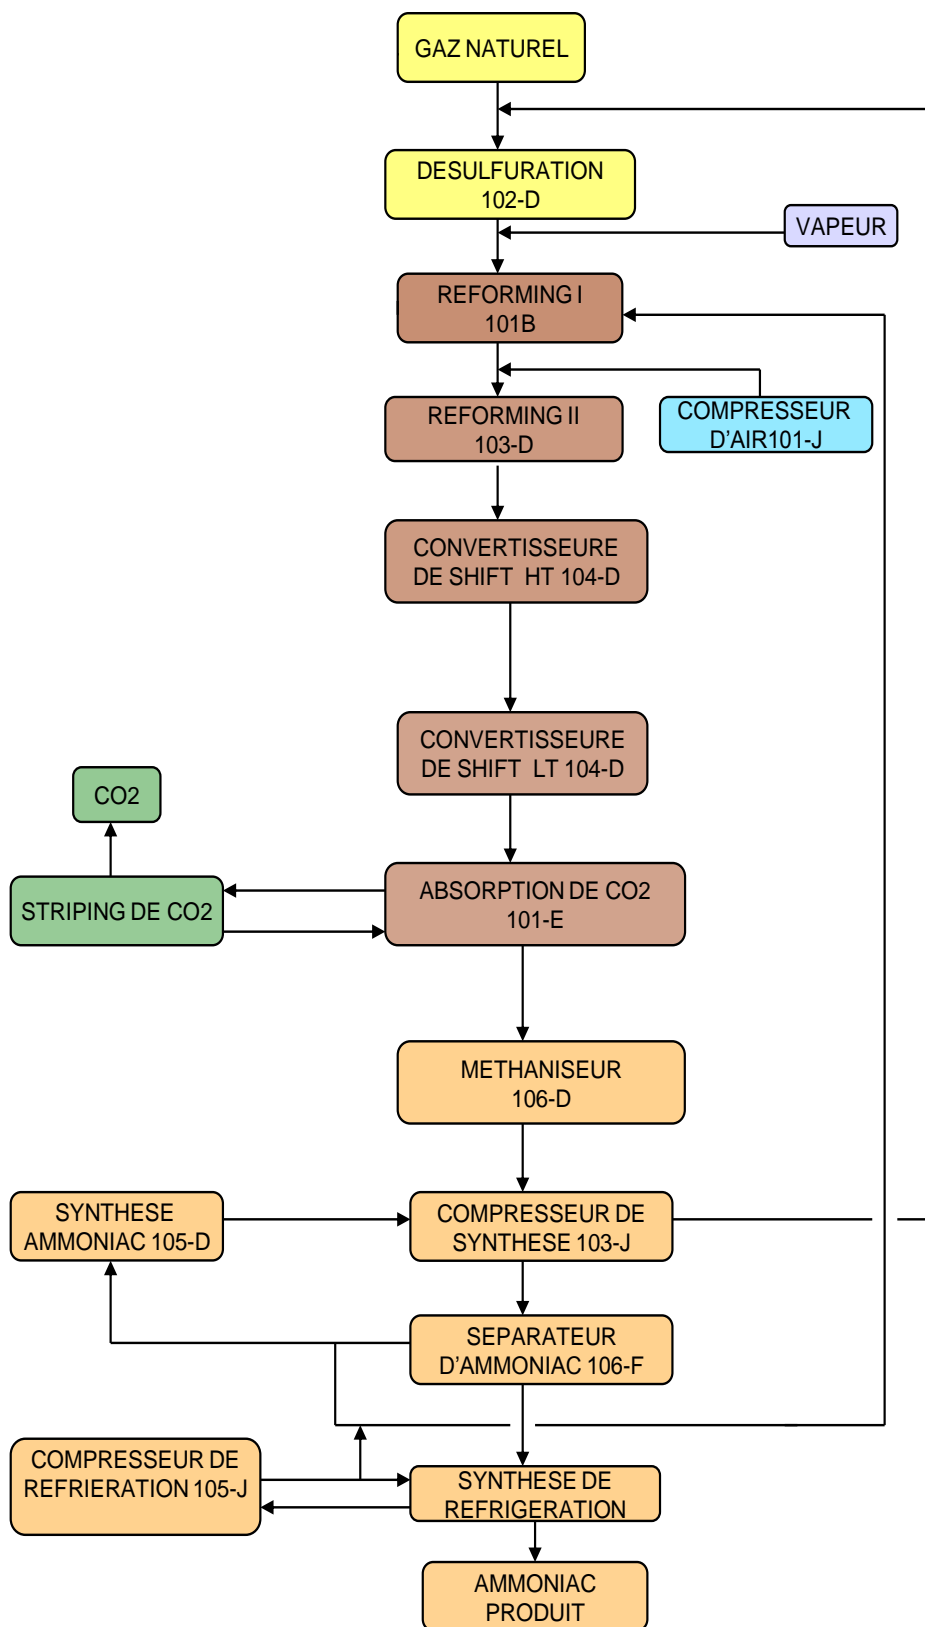 GAZ NATUREL
DESULFURATION
102-D
VAPEUR
REFORMING I
101B
REFORMING II
103-D
COMPRESSEUR
D'AIR101-J
CONVERTISSEURE
DE SHIFT  HT 104-D
CONVERTISSEURE
DE SHIFT  LT 104-D
CO2
STRIPING DE CO2
ABSORPTION DE CO2
101-E
METHANISEUR
106-D
SYNTHESE
AMMONIAC 105-D
COMPRESSEUR DE
SYNTHESE 103-J
SEPARATEUR
D'AMMONIAC 106-F
COMPRESSEUR DE
REFRIERATION 105-J
SYNTHESE DE
REFRIGERATION
AMMONIAC
PRODUIT